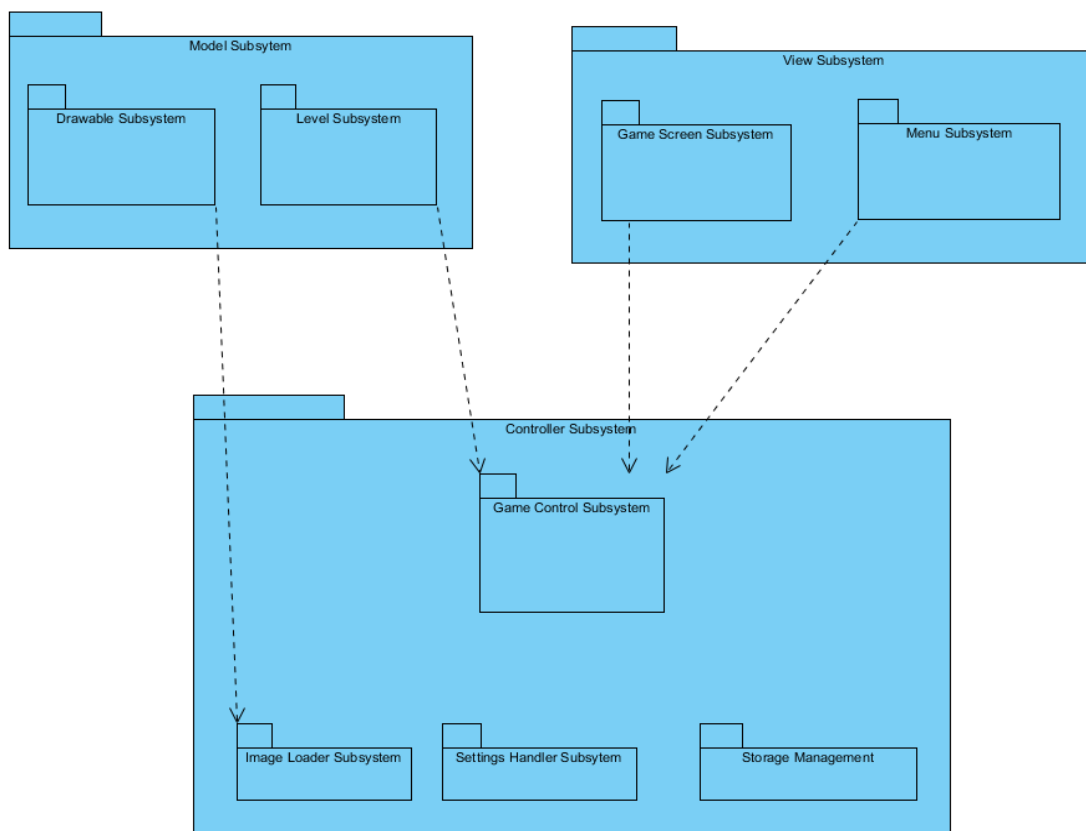 Model Subsytem
Drawable Subsystem
Level Subsystem
View Subsystem
Game Screen Subsystem
Menu Subsystem
Controller Subsystem
Game Control Subsystem
Image Loader Subsystem
Settings Handler Subsytem
Storage Management